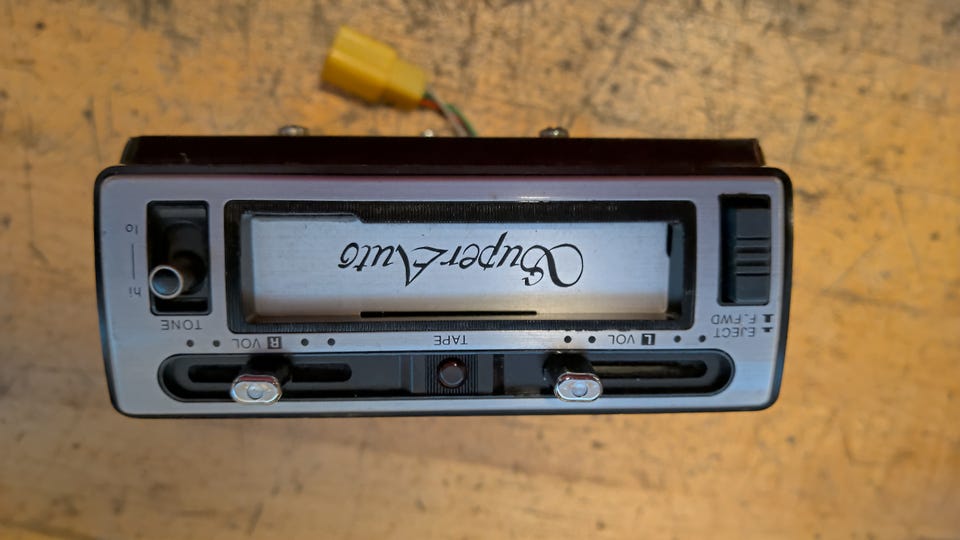 EJECT
F. FWD
L VOL
TAPE
R VOL
TONE
hi
lo
SuperAuto